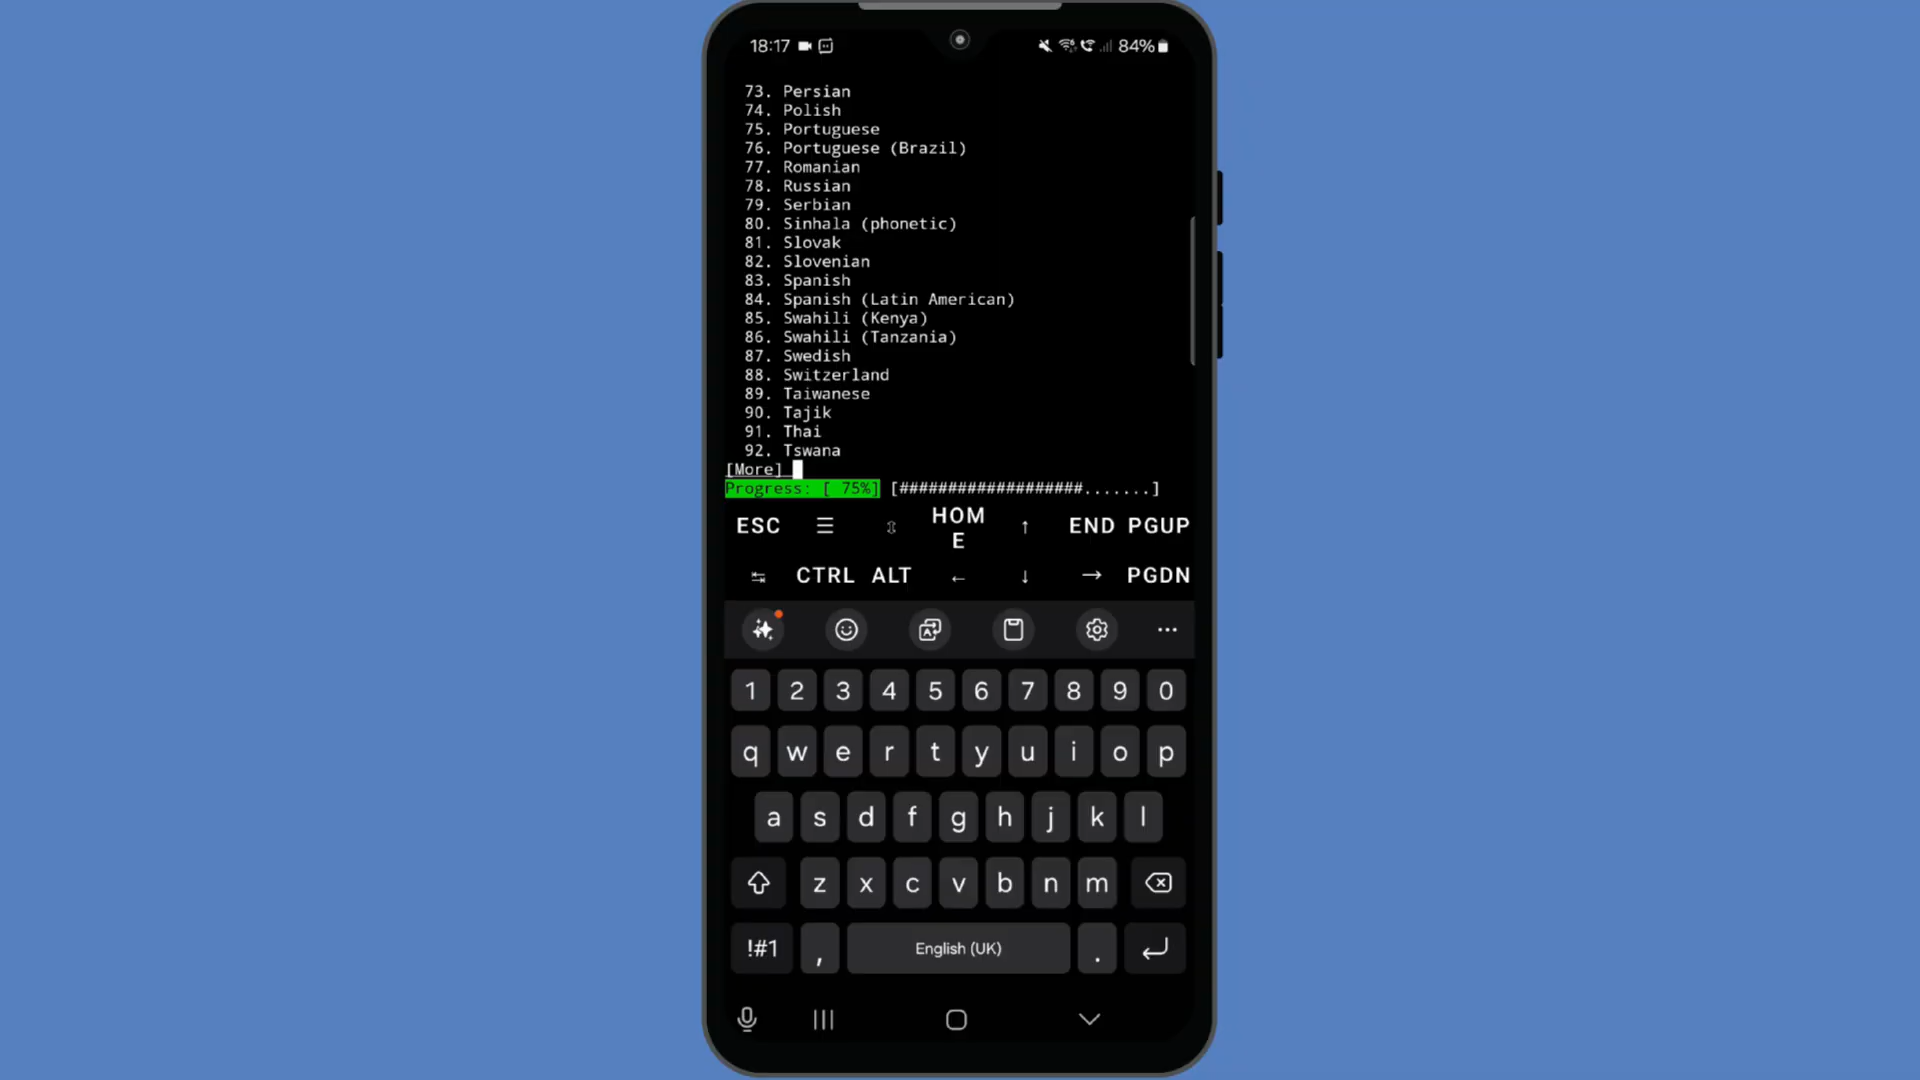 18:17 84%
73. Persian
74. Polish
75. Portuguese
76. Portuguese (Brazil)
77. Romanian
78. Russian
79. Serbian
80. Sinhala (phonetic)
81. Slovak
82. Slovenian
83. Spanish
84. Spanish (Latin American)
85. Swahili (Kenya)
86. Swahili (Tanzania)
87. Swedish
88. Switzerland
89. Taiwanese
90. Tajik
91. Thai
92. Tswana
[More]
Progress: [ 75%] [###################.......]
ESC ☰ ⇳ HOM
E ↑ END PGUP
↹ CTRL ALT ← ↓ → PGDN
1 2 3 4 5 6 7 8 9 0
q w e r t y u i o p
a s d f g h j k l
z x c v b n m
!#1 , English (UK) .